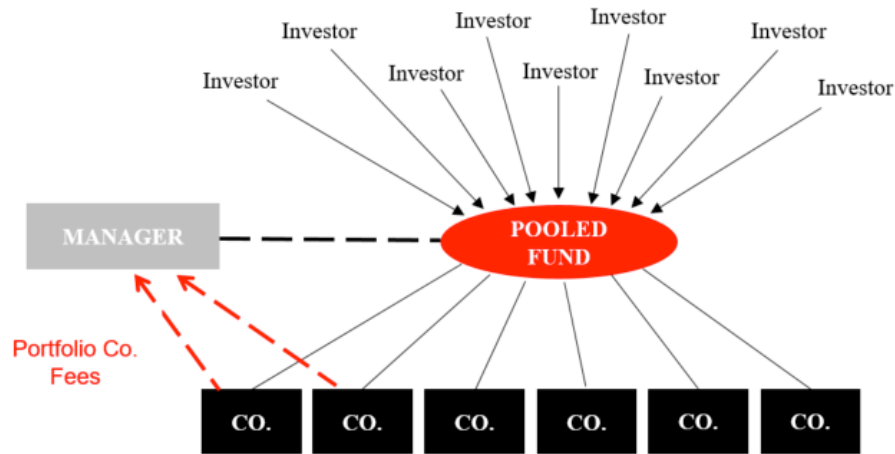 Investor
Investor
Investor
Investor
Investor
Investor
Investor
Investor
Investor
MANAGER
POOLED
FUND
Portfolio Co.
Fees
CO.
CO.
CO.
CO.
CO.
CO.